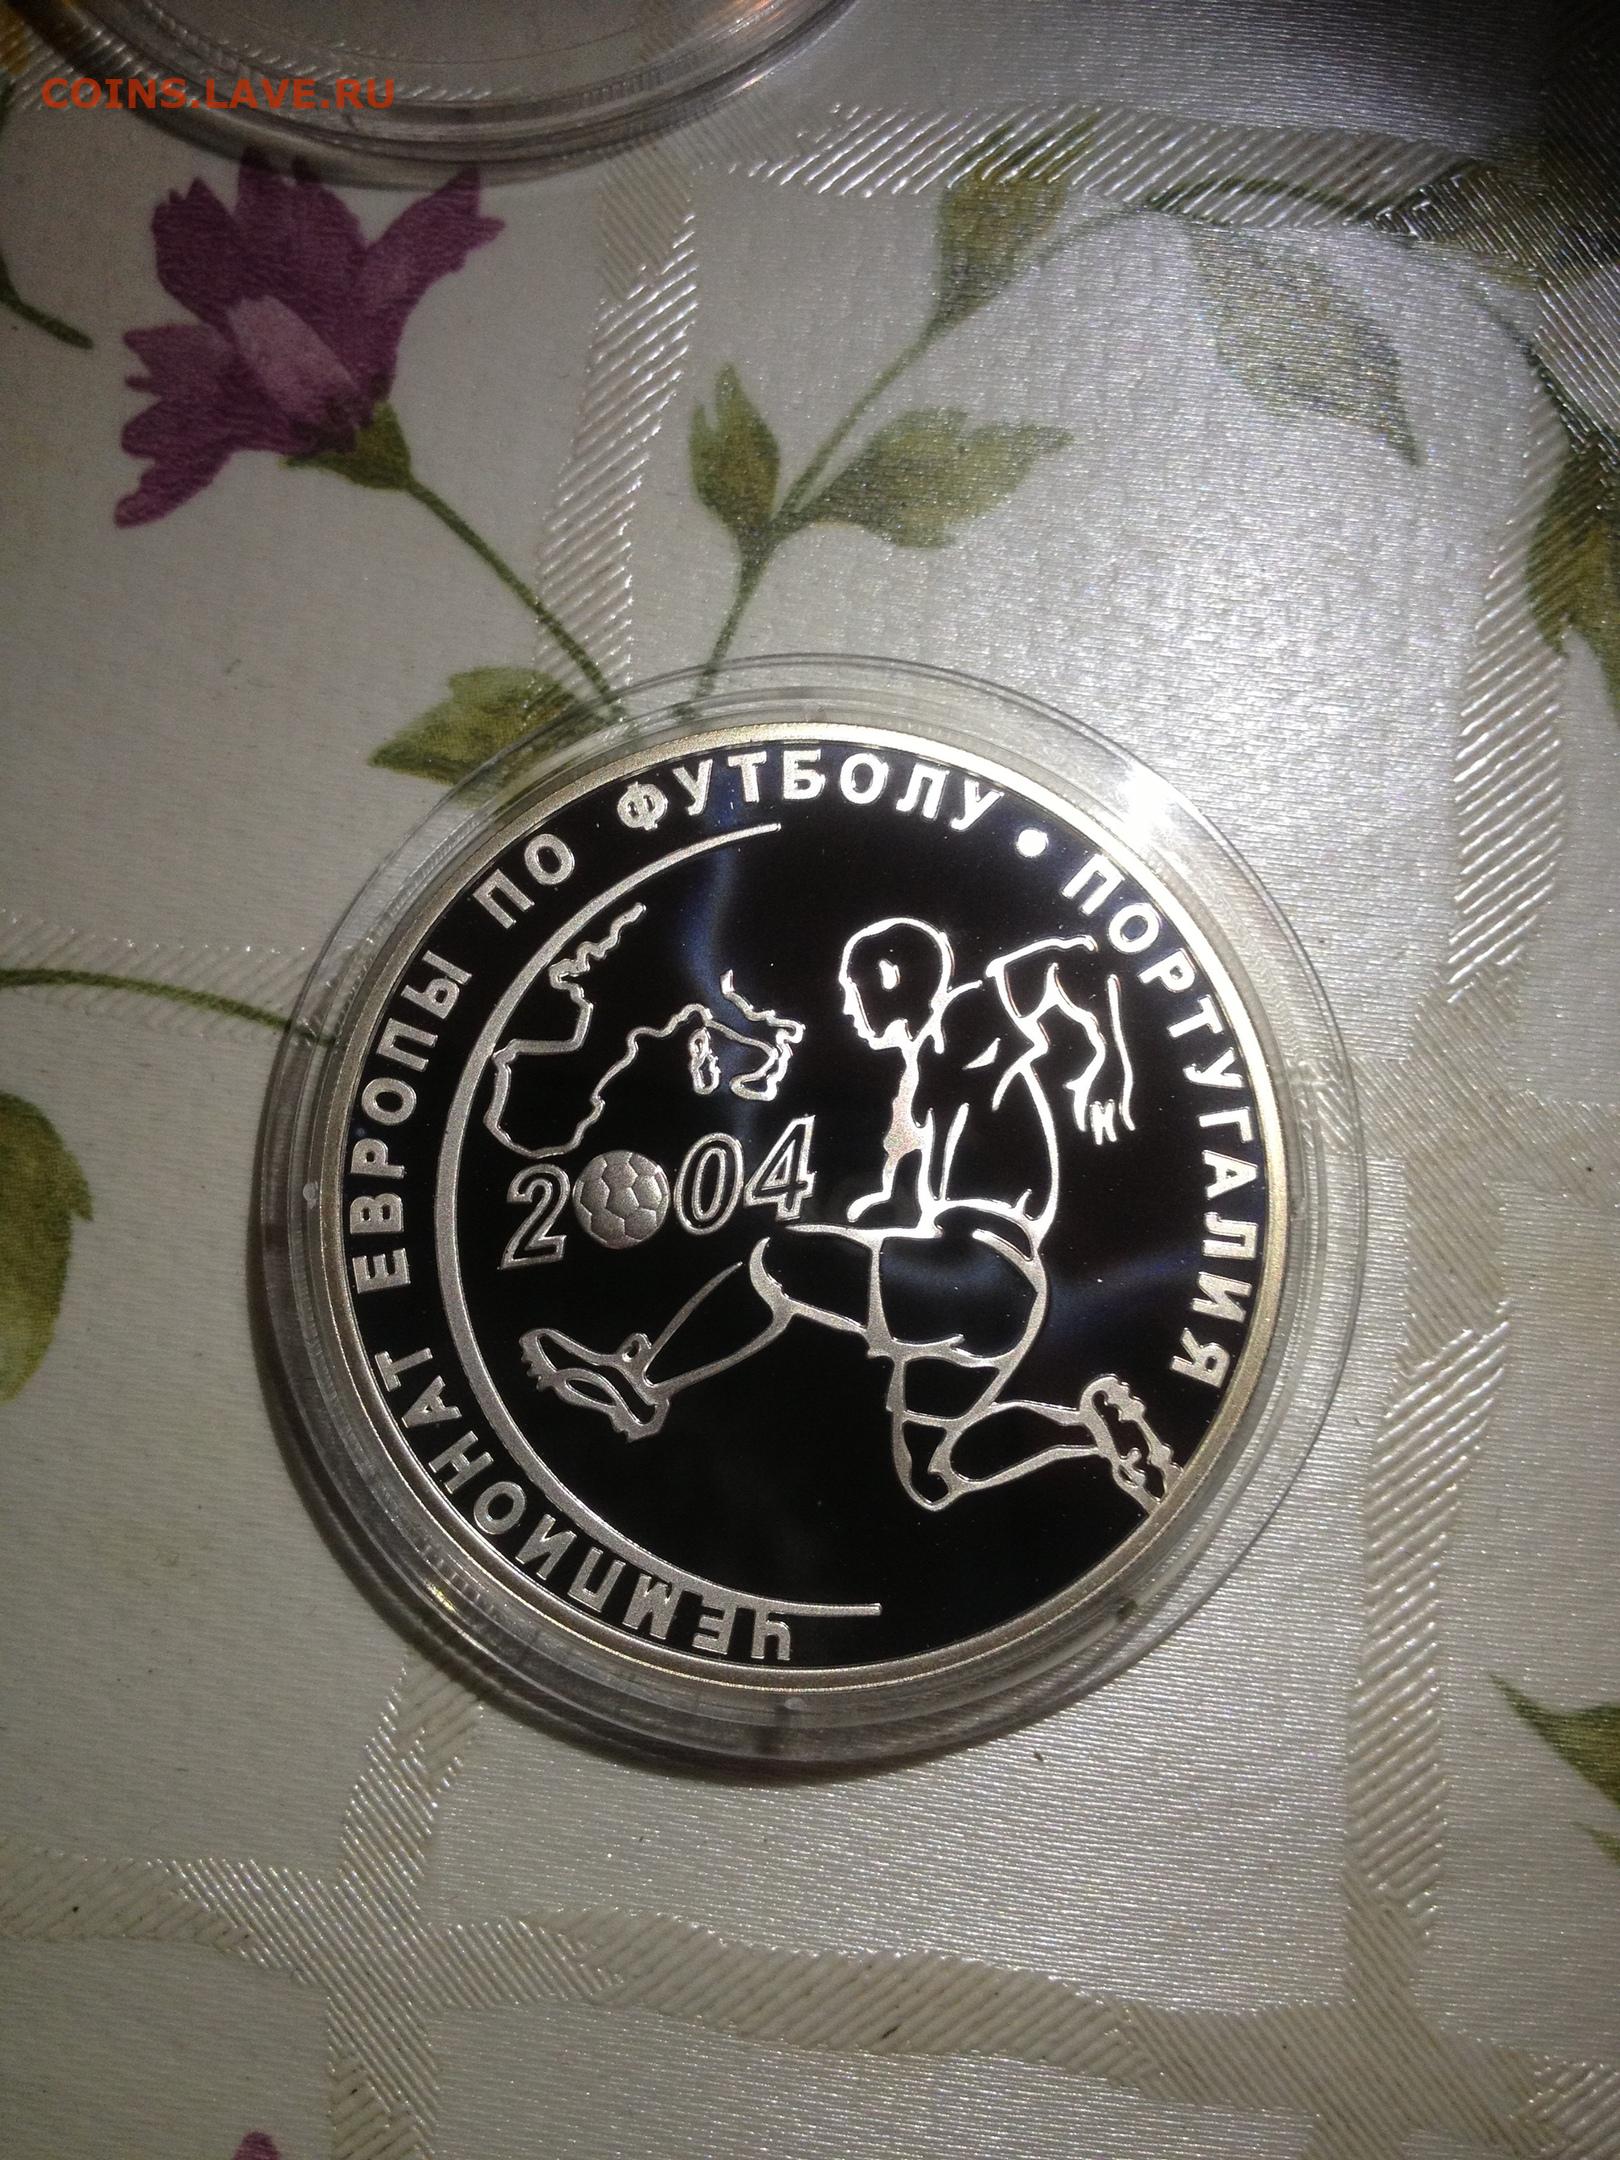 COINS.LAVE.RU
ЧЕМПИОНАТ ЕВРОПЫ ПО ФУТБОЛУ • ПОРТУГАЛИЯ
2004